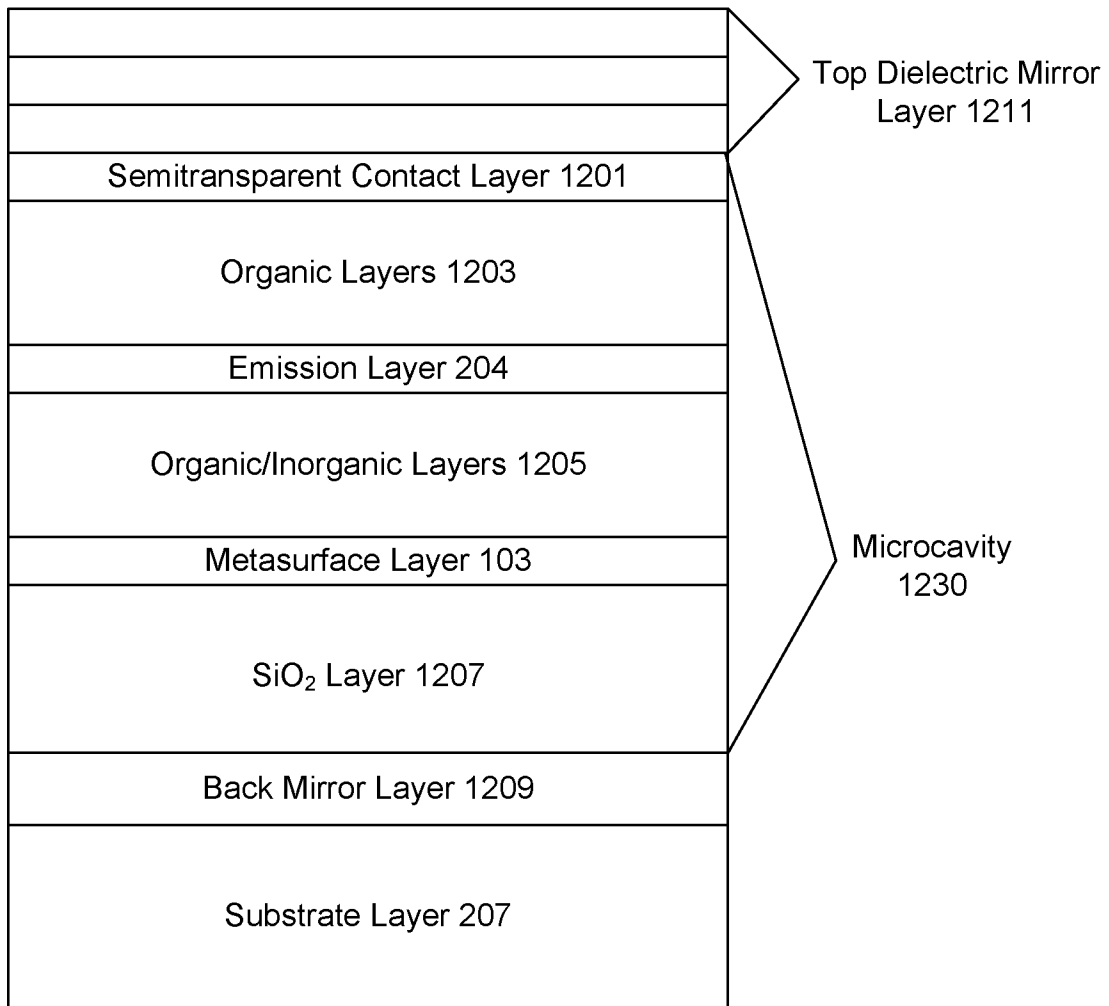 Top Dielectric Mirror
Layer 1211
Semitransparent Contact Layer 1201
Organic Layers 1203
Emission Layer 204
Organic/Inorganic Layers 1205
Metasurface Layer 103
Microcavity
1230
SiO₂ Layer 1207
Back Mirror Layer 1209
Substrate Layer 207